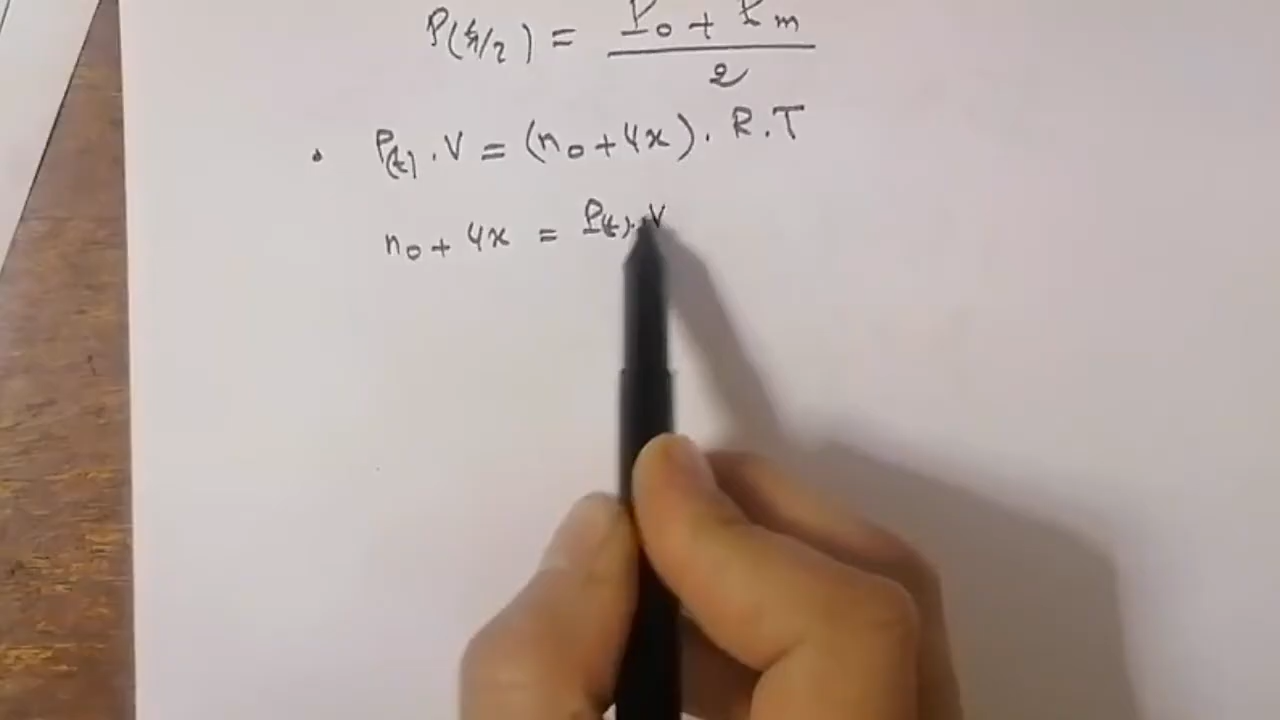 P(t1/2) = P0 + Pm / 2
• P(t) . V = (n0 + 4x) . R.T
n0 + 4x = P(t) . V